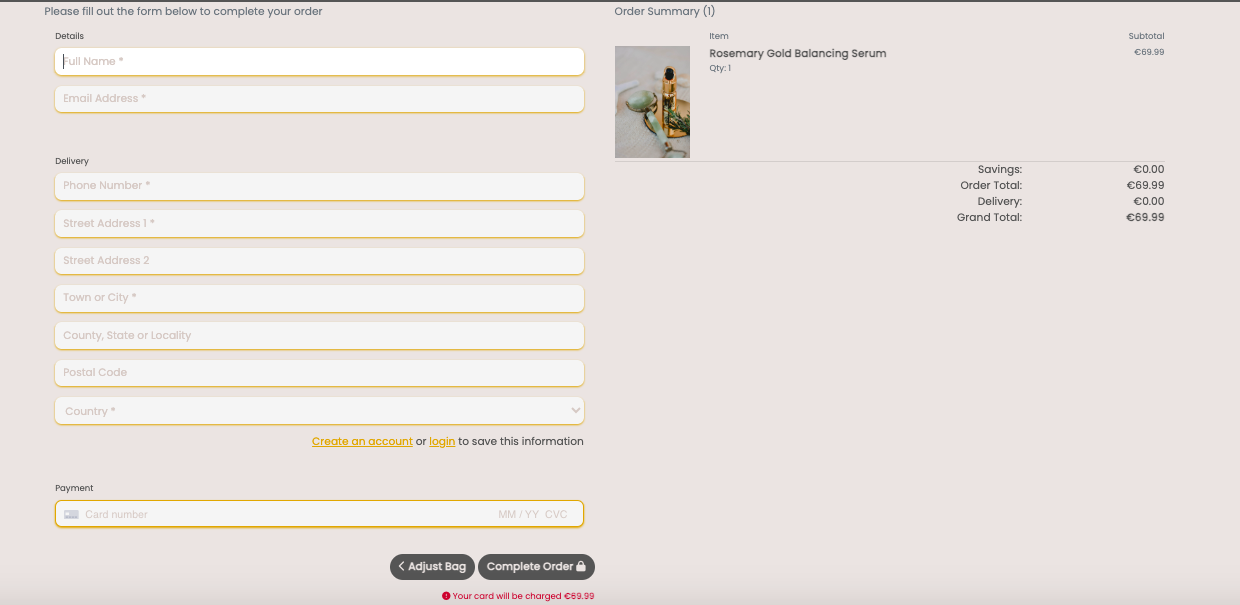 Please fill out the form below to complete your order
Details
Full Name *
Email Address *
Delivery
Phone Number *
Street Address 1 *
Street Address 2
Town or City *
County, State or Locality
Postal Code
Country *
Create an account or login to save this information
Payment
Card number MM / YY CVC
Adjust Bag Complete Order
Your card will be charged €69.99
Order Summary (1)
Item Subtotal
Rosemary Gold Balancing Serum €69.99
Qty: 1
Savings: €0.00
Order Total: €69.99
Delivery: €0.00
Grand Total: €69.99